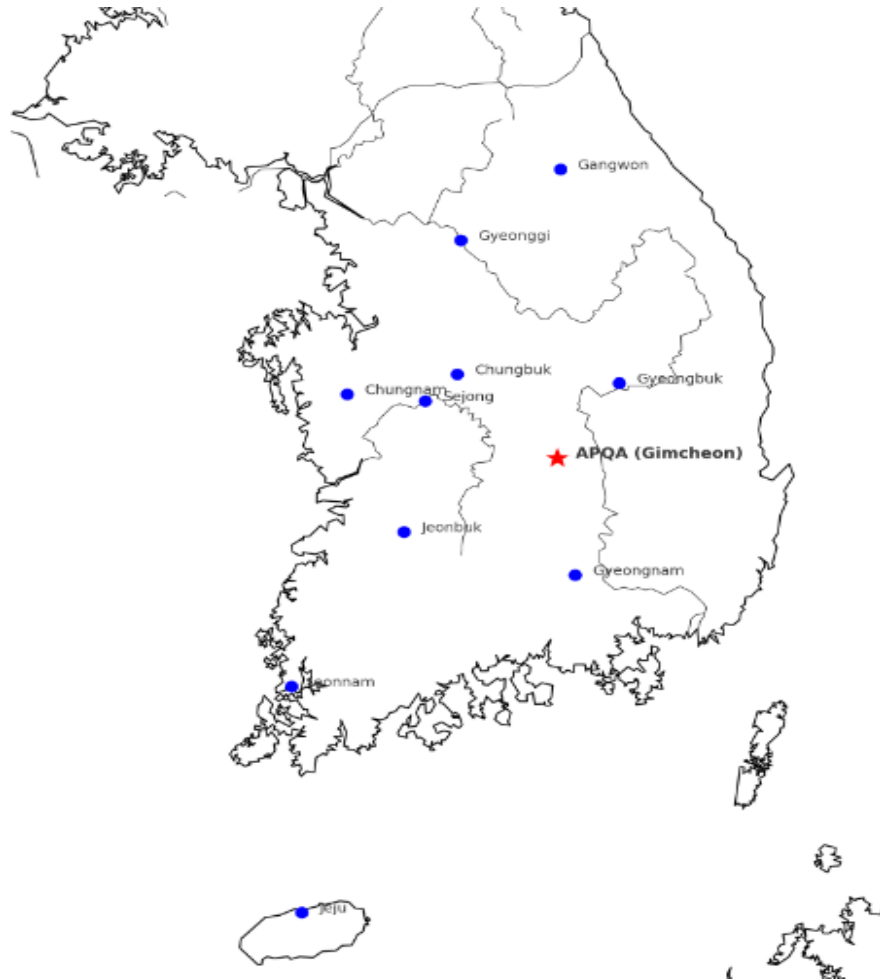 Gangwon
Gyeonggi
Chungbuk
Gyeongbuk
Chungnam
Sejong
APQA (Gimcheon)
Jeonbuk
Gyeongnam
Jeonnam
Jeju